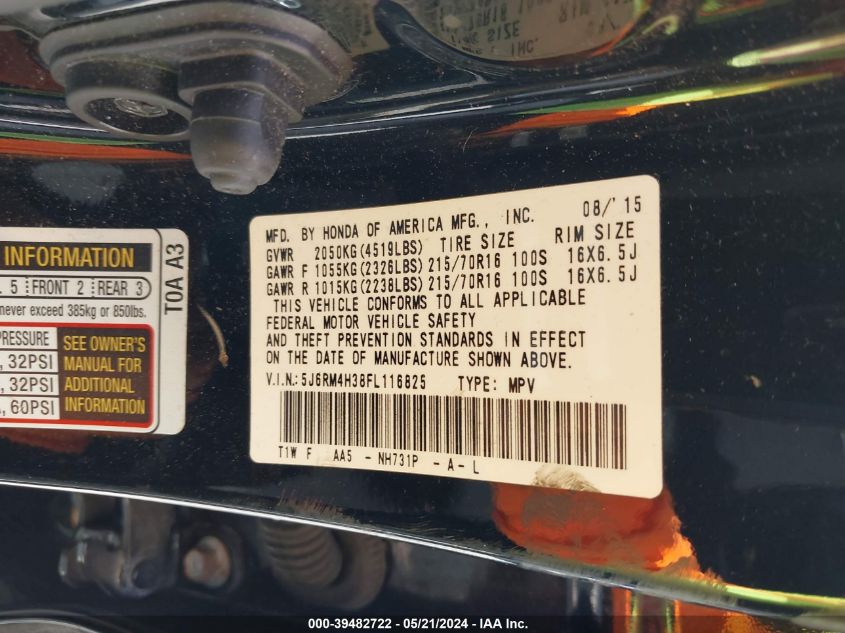 INFORMATION
5 FRONT 2 REAR 3
never exceed 385kg or 850lbs.
PRESSURE
32PSI
32PSI
60PSI
SEE OWNER'S
MANUAL FOR
ADDITIONAL
INFORMATION
T0A A3
MFD. BY HONDA OF AMERICA MFG., INC. 08/'15
GVWR 2050KG(4519LBS) TIRE SIZE RIM SIZE
GAWR F 1055KG(2326LBS) 215/70R16 100S 16X6.5J
GAWR R 1015KG(2238LBS) 215/70R16 100S 16X6.5J
THIS VEHICLE CONFORMS TO ALL APPLICABLE
FEDERAL MOTOR VEHICLE SAFETY
AND THEFT PREVENTION STANDARDS IN EFFECT
ON THE DATE OF MANUFACTURE SHOWN ABOVE.
V.I.N.: 5J6RM4H38FL116825 TYPE: MPV
T1W F AA5 - NH731P - A - L
000-39482722 - 05/21/2024 - IAA Inc.